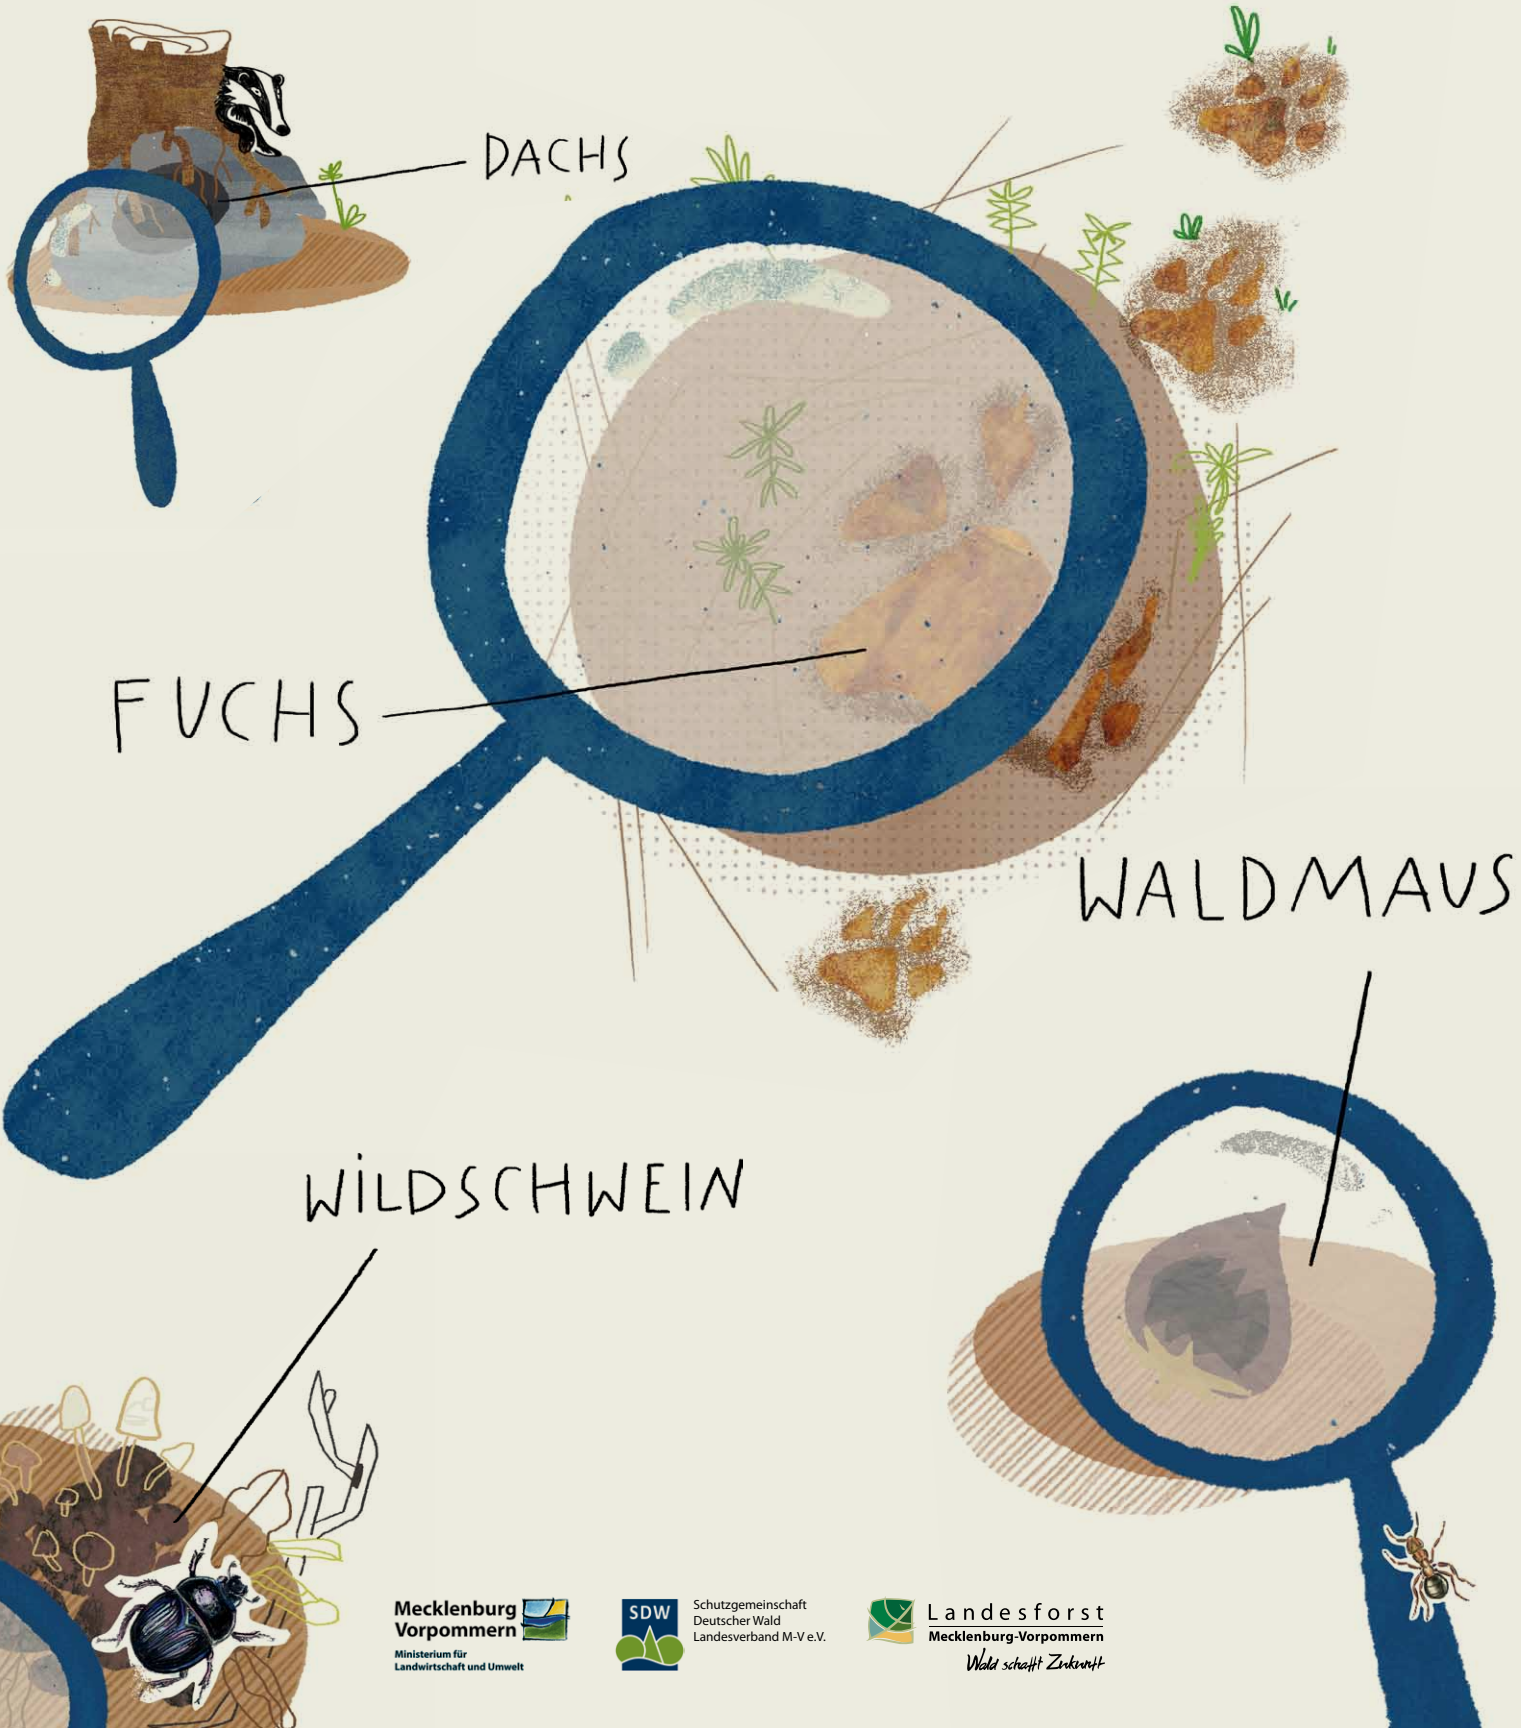 DACHS
FUCHS
WALDMAUS
WiLDSCHWEIN
Mecklenburg
Vorpommern
Ministerium für
Landwirtschaft und Umwelt
SDW
Schutzgemeinschaft
Deutscher Wald
Landesverband M-V e.V.
Landesforst
Mecklenburg-Vorpommern
Wald schafft Zukunft